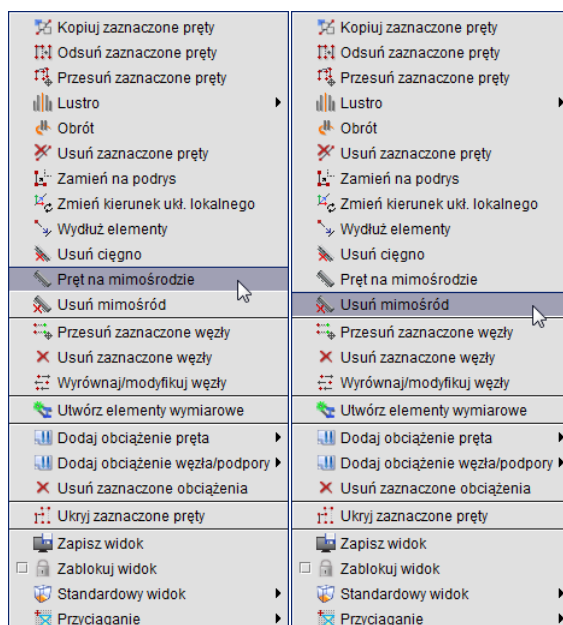 Kopiuj zaznaczone pręty
Odsuń zaznaczone pręty
Przesuń zaznaczone pręty
Lustro
Obrót
Usuń zaznaczone pręty
Zamień na podrys
Zmień kierunek ukł. lokalnego
Wydłuż elementy
Usuń cięgno
Pręt na mimośrodzie
Usuń mimośród
Przesuń zaznaczone węzły
Usuń zaznaczone węzły
Wyrównaj/modyfikuj węzły
Utwórz elementy wymiarowe
Dodaj obciążenie pręta
Dodaj obciążenie węzła/podpory
Usuń zaznaczone obciążenia
Ukryj zaznaczone pręty
Zapisz widok
Zablokuj widok
Standardowy widok
Przyciąganie
Kopiuj zaznaczone pręty
Odsuń zaznaczone pręty
Przesuń zaznaczone pręty
Lustro
Obrót
Usuń zaznaczone pręty
Zamień na podrys
Zmień kierunek ukł. lokalnego
Wydłuż elementy
Usuń cięgno
Pręt na mimośrodzie
Usuń mimośród
Przesuń zaznaczone węzły
Usuń zaznaczone węzły
Wyrównaj/modyfikuj węzły
Utwórz elementy wymiarowe
Dodaj obciążenie pręta
Dodaj obciążenie węzła/podpory
Usuń zaznaczone obciążenia
Ukryj zaznaczone pręty
Zapisz widok
Zablokuj widok
Standardowy widok
Przyciąganie